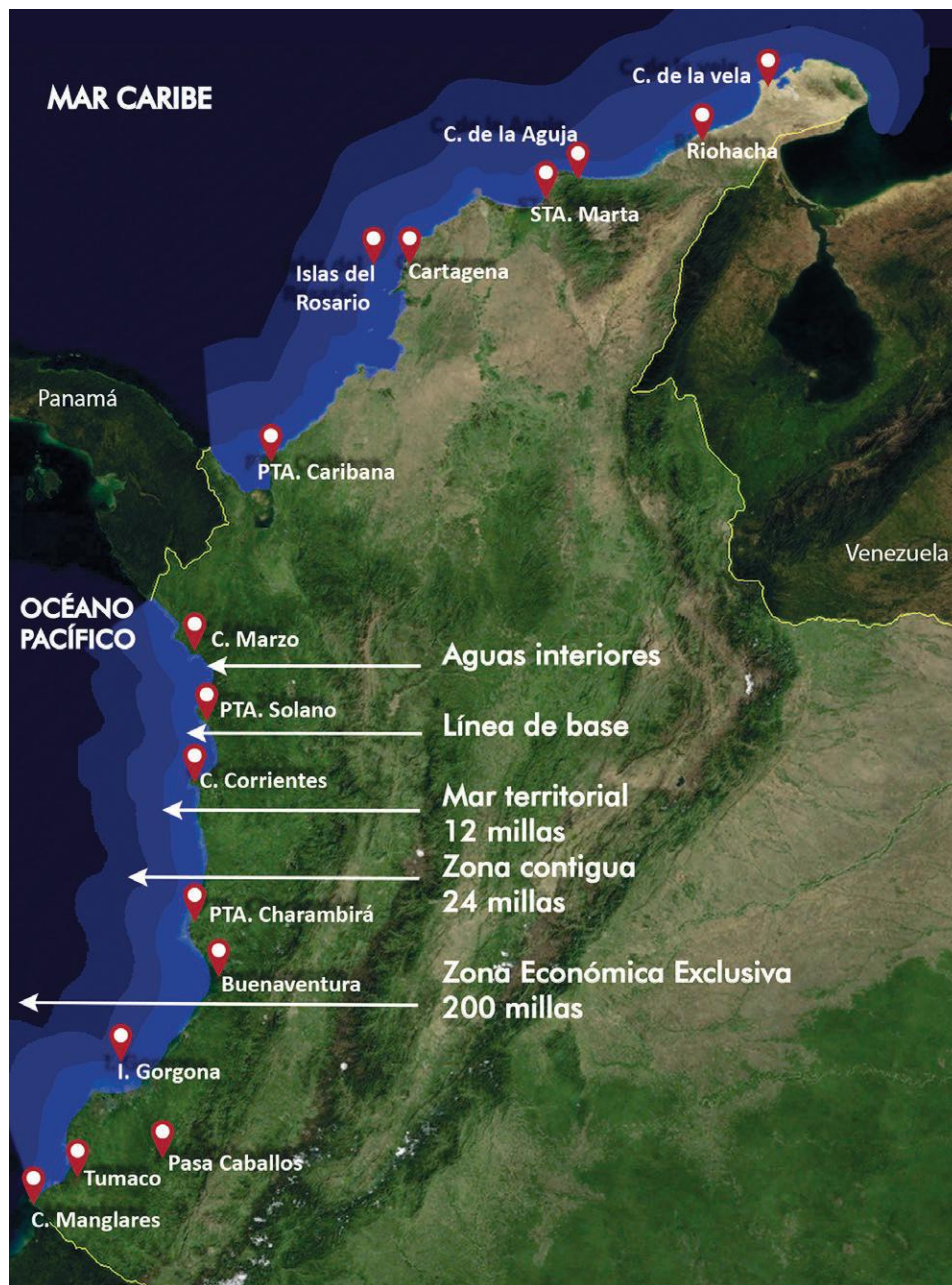 MAR CARIBE
C. de la vela
C. de la Aguja
Riohacha
STA. Marta
Islas del
Rosario
Cartagena
Panamá
PTA. Caribana
Venezuela
OCÉANO
PACÍFICO
C. Marzo
Aguas interiores
PTA. Solano
Línea de base
C. Corrientes
Mar territorial
12 millas
Zona contigua
24 millas
PTA. Charambirá
Buenaventura
Zona Económica Exclusiva
200 millas
I. Gorgona
Pasa Caballos
Tumaco
C. Manglares